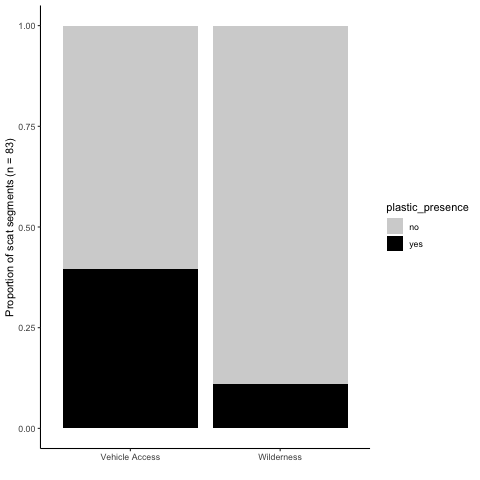 1.00
0.75
0.50
0.25
0.00
Proportion of scat segments (n = 83)
Vehicle Access
Wilderness
plastic_presence
no
yes